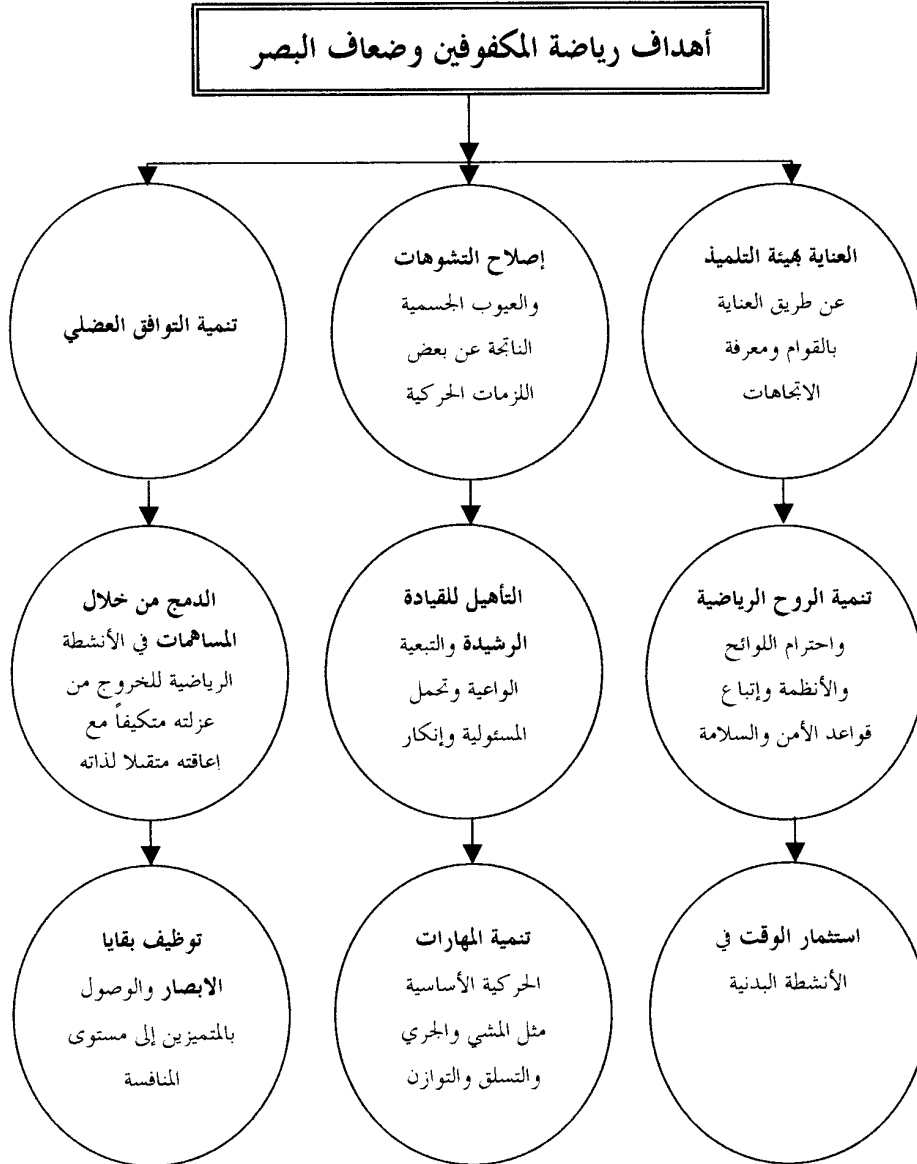 أهداف رياضة المكفوفين وضعاف البصر
العناية بهيئة التلميذ
عن طريق العناية
بالقوام ومعرفة
الاتجاهات
إصلاح التشوهات
والعيوب الجسمية
الناتجة عن بعض
اللزمات الحركية
تنمية التوافق العضلي
تنمية الروح الرياضية
واحترام اللوائح
والأنظمة وإتباع
قواعد الأمن والسلامة
التأهيل للقيادة
الرشيدة والتبعية
الواعية وتحمل
المسئولية وإنكار
الدمج من خلال
المساهمات في الأنشطة
الرياضية للخروج من
عزلته متكيفاً مع
إعاقته متقبلا لذاته
استثمار الوقت في
الأنشطة البدنية
تنمية المهارات
الحركية الأساسية
مثل المشي والجري
والتسلق والتوازن
توظيف بقايا
الابصار والوصول
بالمتميزين إلى مستوى
المنافسة